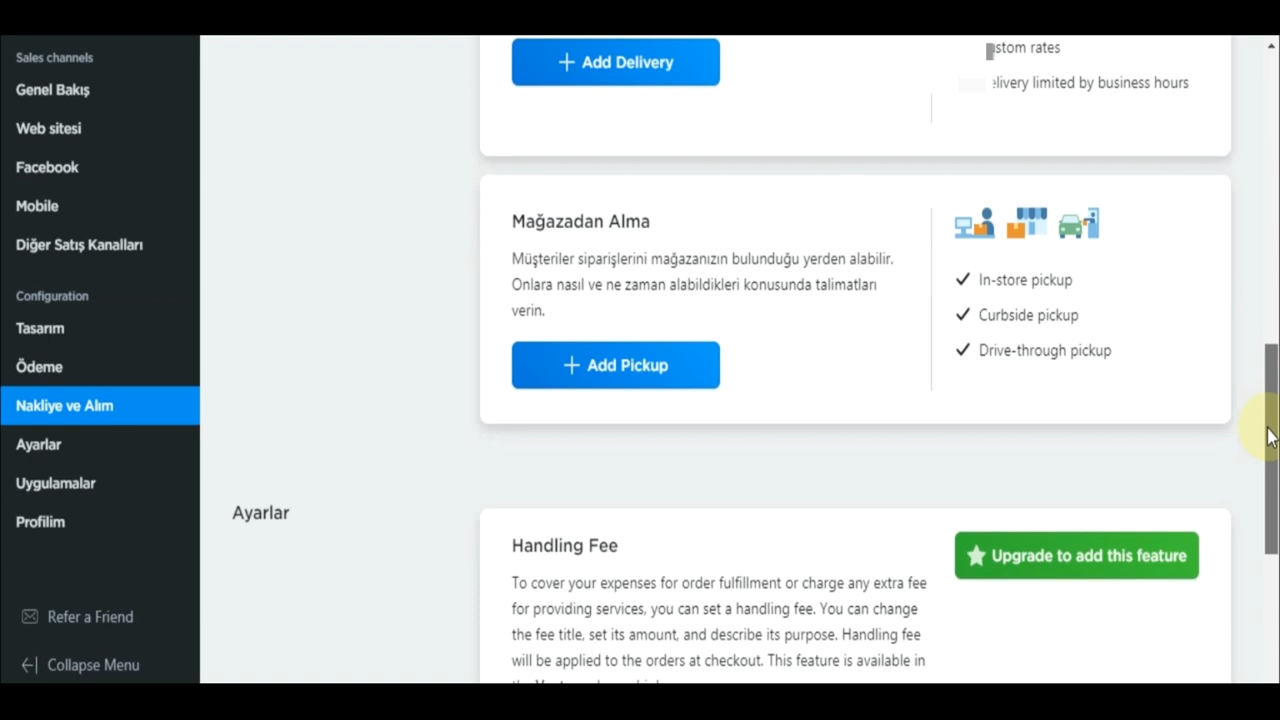 Sales channels
Genel Bakış
Web sitesi
Facebook
Mobile
Diğer Satış Kanalları
Configuration
Tasarım
Ödeme
Nakliye ve Alım
Ayarlar
Uygulamalar
Profilim
Refer a Friend
Collapse Menu
+ Add Delivery
rates
limited by business hours
Mağazadan Alma
Müşteriler siparişlerini mağazanızın bulunduğu yerden alabilir.
Onlara nasıl ve ne zaman alabildikleri konusunda talimatları
verin.
+ Add Pickup
✓ In-store pickup
✓ Curbside pickup
✓ Drive-through pickup
Ayarlar
Handling Fee
Upgrade to add this feature
To cover your expenses for order fulfillment or charge any extra fee
for providing services, you can set a handling fee. You can change
the fee title, set its amount, and describe its purpose. Handling fee
will be applied to the orders at checkout. This feature is available in